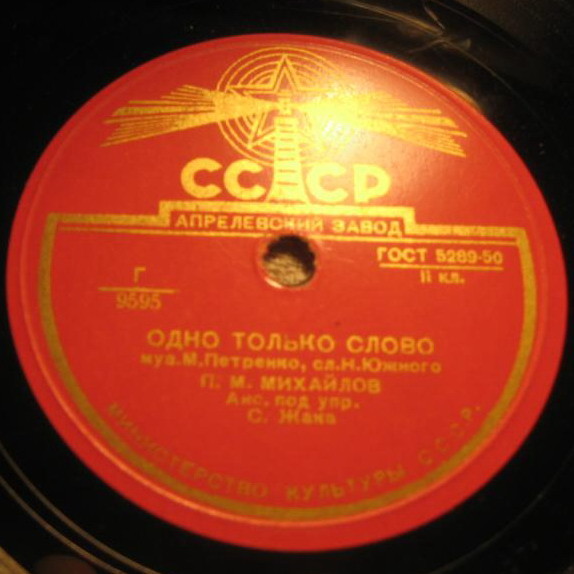 СССР
АПРЕЛЕВСКИЙ ЗАВОД
ГОСТ 5289-50
II кл.
Г
9595
ОДНО ТОЛЬКО СЛОВО
муз. М. Петренко, сл. Н. Южного
П. М. МИХАЙЛОВ
Анс. под упр.
С. Жака
МИНИСТЕРСТВО КУЛЬТУРЫ С.С.С.Р.